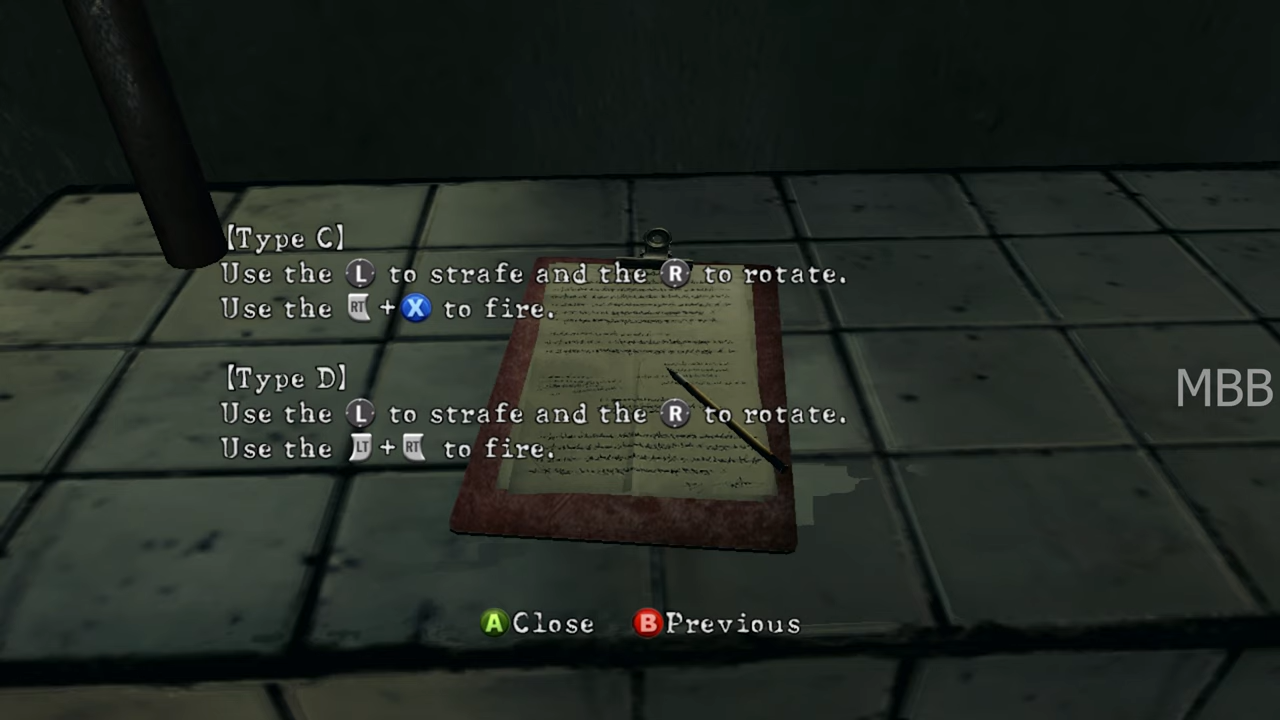 【Type C】
Use the L to strafe and the R to rotate.
Use the RT + X to fire.
【Type D】
Use the L to strafe and the R to rotate.
Use the LT + RT to fire.
MBB
A Close B Previous